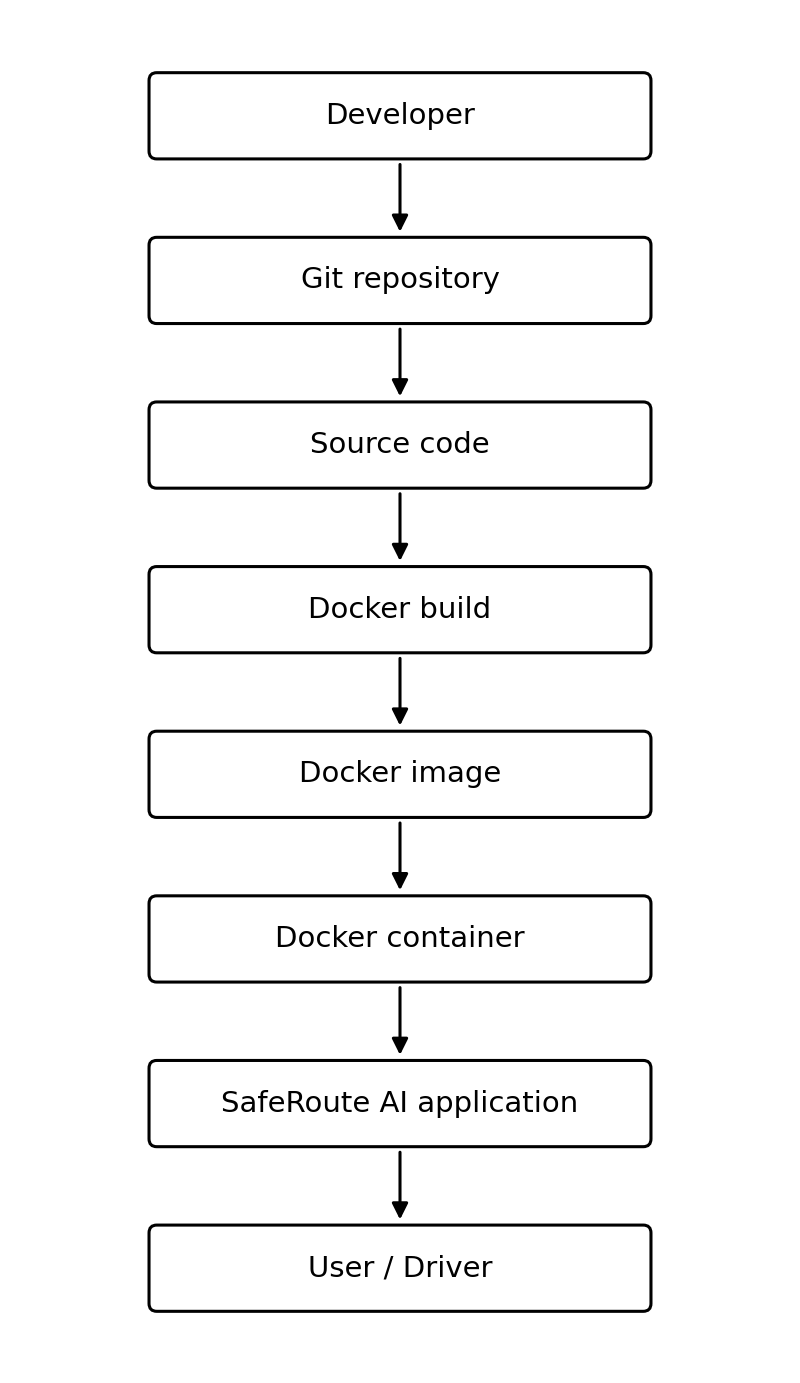 Developer
Git repository
Source code
Docker build
Docker image
Docker container
SafeRoute AI application
User / Driver